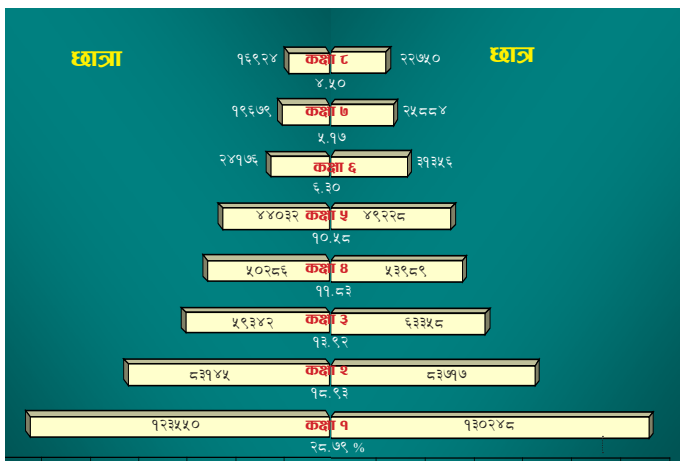 छात्रा छात्र
१६९२४ कक्षा ८ २२७५०
४.५०
१९६७९ कक्षा ७ २५८८४
५.१७
२४१७६ कक्षा ६ ३१३५६
६.३०
४४०३२ कक्षा ५ ४९२२८
१०.५८
५०२८६ कक्षा ४ ५३९८९
११.८३
५९३४२ कक्षा ३ ६३३५८
१३.९२
८३१४५ कक्षा २ ८३७१७
१८.९३
१२३५५० कक्षा १ १३०२४८
२८.७९ %